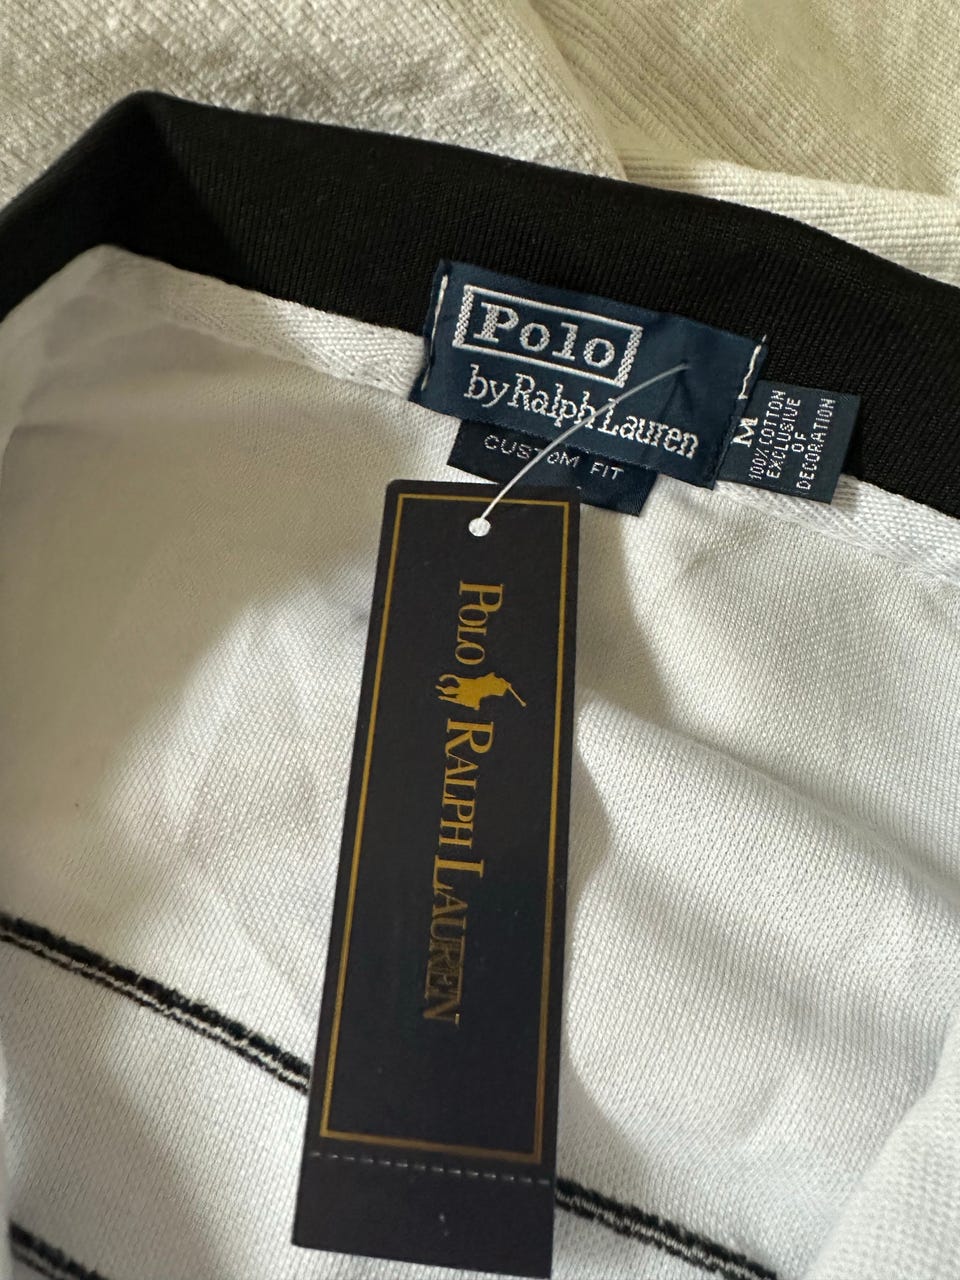 Polo
by Ralph Lauren
CUSTOM FIT
M
100% COTTON
EXCLUSIVE
OF
DECORATION
POLO RALPH LAUREN